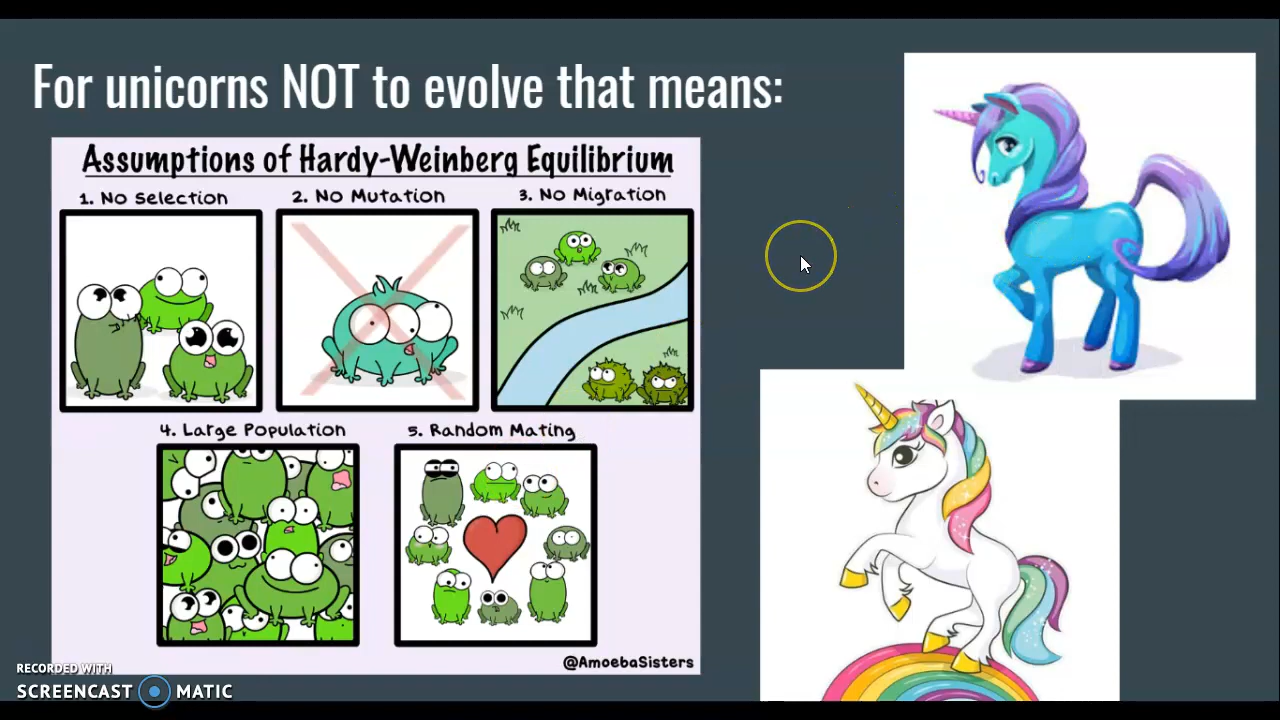 For unicorns NOT to evolve that means:
Assumptions of Hardy-Weinberg Equilibrium
1. No Selection
2. No Mutation
3. No Migration
4. Large Population
5. Random Mating
@AmoebaSisters
RECORDED WITH
SCREENCAST MATIC